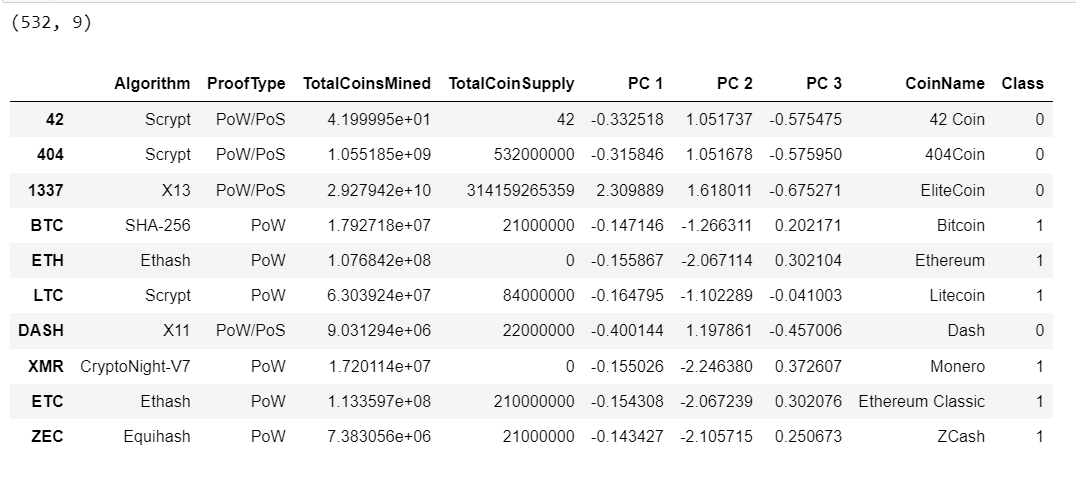 (532, 9)
Algorithm ProofType TotalCoinsMined TotalCoinSupply PC 1 PC 2 PC 3 CoinName Class
42 Scrypt PoW/PoS 4.199995e+01 42 -0.332518 1.051737 -0.575475 42 Coin 0
404 Scrypt PoW/PoS 1.055185e+09 532000000 -0.315846 1.051678 -0.575950 404Coin 0
1337 X13 PoW/PoS 2.927942e+10 314159265359 2.309889 1.618011 -0.675271 EliteCoin 0
BTC SHA-256 PoW 1.792718e+07 21000000 -0.147146 -1.266311 0.202171 Bitcoin 1
ETH Ethash PoW 1.076842e+08 0 -0.155867 -2.067114 0.302104 Ethereum 1
LTC Scrypt PoW 6.303924e+07 84000000 -0.164795 -1.102289 -0.041003 Litecoin 1
DASH X11 PoW/PoS 9.031294e+06 22000000 -0.400144 1.197861 -0.457006 Dash 0
XMR CryptoNight-V7 PoW 1.720114e+07 0 -0.155026 -2.246380 0.372607 Monero 1
ETC Ethash PoW 1.133597e+08 210000000 -0.154308 -2.067239 0.302076 Ethereum Classic 1
ZEC Equihash PoW 7.383056e+06 21000000 -0.143427 -2.105715 0.250673 ZCash 1